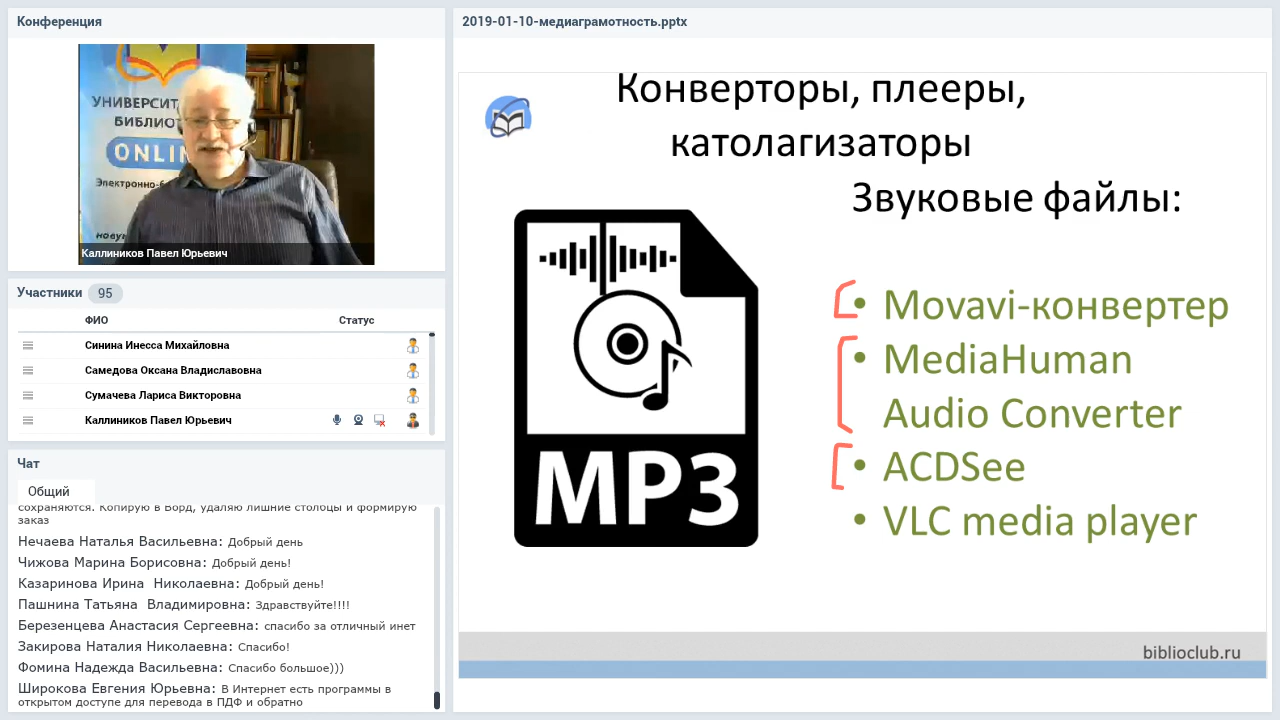 Конференция
УНИВЕРСИТ
БИБЛИО
ONLIN
Электронно-б
Каллиников Павел Юрьевич
Участники 95
ФИО Статус
Синина Инесса Михайловна
Самедова Оксана Владиславовна
Сумачева Лариса Викторовна
Каллиников Павел Юрьевич
Чат
Общий
сохраняются. Копирую в Ворд, удаляю лишние столоцы и формирую
заказ
Нечаева Наталья Васильевна: Добрый день
Чижова Марина Борисовна: Добрый день!
Казаринова Ирина Николаевна: Добрый день!
Пашнина Татьяна Владимировна: Здравствуйте!!!!
Березенцева Анастасия Сергеевна: спасибо за отличный инет
Закирова Наталия Николаевна: Спасибо!
Фомина Надежда Васильевна: Спасибо большое)))
Широкова Евгения Юрьевна: В Интернет есть программы в
открытом доступе для перевода в ПДФ и обратно
2019-01-10-медиаграмотность.pptx
Конверторы, плееры,
католагизаторы
Звуковые файлы:
MP3
• Movavi-конвертер
• MediaHuman
Audio Converter
• ACDSee
• VLC media player
biblioclub.ru